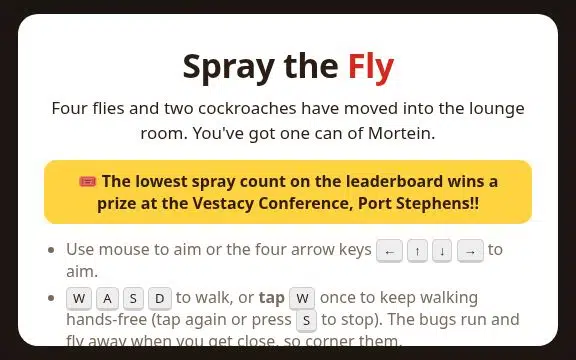 Spray the Fly
Four flies and two cockroaches have moved into the lounge
room. You've got one can of Mortein.
🎟️ The lowest spray count on the leaderboard wins a
prize at the Vestacy Conference, Port Stephens!!
• Use mouse to aim or the four arrow keys ← ↑ ↓ → to
aim.
• W A S D to walk, or tap W once to keep walking
hands-free (tap again or press S to stop). The bugs run and
fly away when you get close, so corner them.